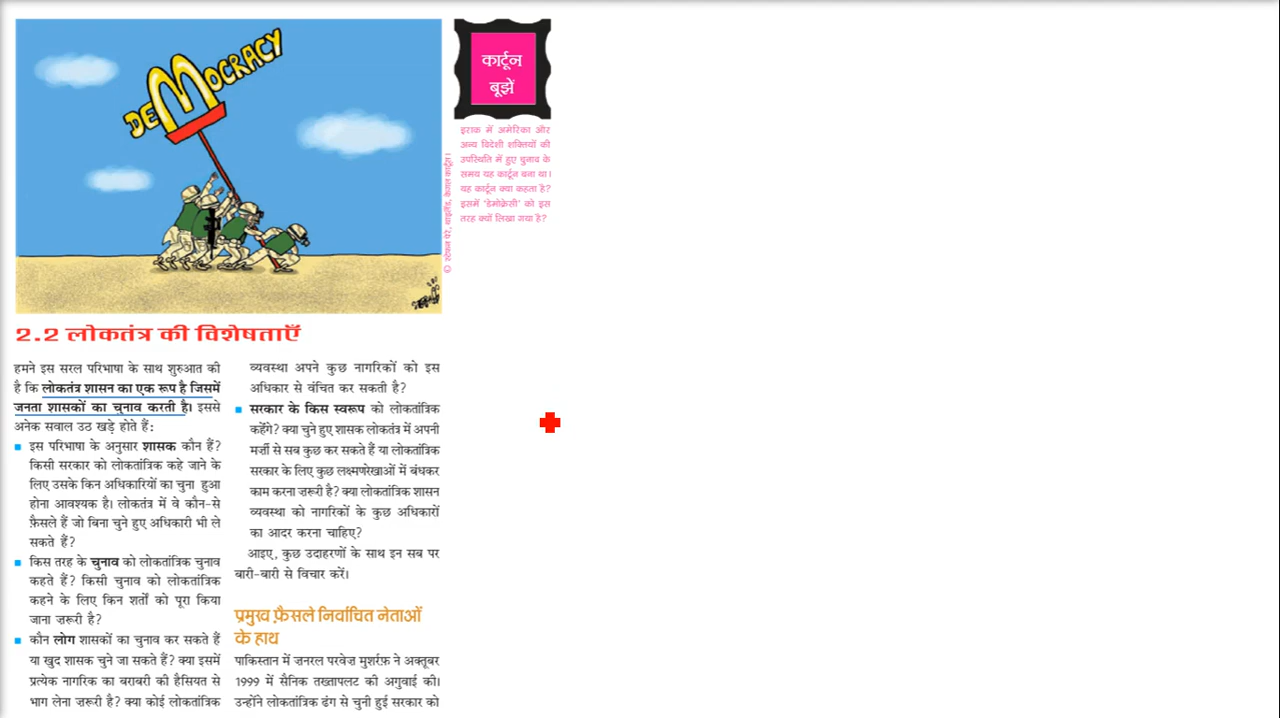 DEMOCRACY
कार्टून
बूझें
इराक में अमेरिका और
अन्य विदेशी शक्तियों की
उपस्थिति में हुए चुनाव के
समय यह कार्टून बना था।
यह कार्टून क्या कहता है?
इसमें 'डेमोक्रेसी' को इस
तरह क्यों लिखा गया है?
2.2 लोकतंत्र की विशेषताएँ
हमने इस सरल परिभाषा के साथ शुरुआत की
है कि लोकतंत्र शासन का एक रूप है जिसमें
जनता शासकों का चुनाव करती है। इससे
अनेक सवाल उठ खड़े होते हैं:
इस परिभाषा के अनुसार शासक कौन हैं?
किसी सरकार को लोकतांत्रिक कहे जाने के
लिए उसके किन अधिकारियों का चुना हुआ
होना आवश्यक है। लोकतंत्र में वे कौन-से
फ़ैसले हैं जो बिना चुने हुए अधिकारी भी ले
सकते हैं?
किस तरह के चुनाव को लोकतांत्रिक चुनाव
कहते हैं? किसी चुनाव को लोकतांत्रिक
कहने के लिए किन शर्तों को पूरा किया
जाना ज़रूरी है?
कौन लोग शासकों का चुनाव कर सकते हैं
या खुद शासक चुने जा सकते हैं? क्या इसमें
प्रत्येक नागरिक का बराबरी की हैसियत से
भाग लेना ज़रूरी है? क्या कोई लोकतांत्रिक
व्यवस्था अपने कुछ नागरिकों को इस
अधिकार से वंचित कर सकती है?
सरकार के किस स्वरूप को लोकतांत्रिक
कहेंगे? क्या चुने हुए शासक लोकतंत्र में अपनी
मर्ज़ी से सब कुछ कर सकते हैं या लोकतांत्रिक
सरकार के लिए कुछ लक्ष्मणरेखाओं में बंधकर
काम करना ज़रूरी है? क्या लोकतांत्रिक शासन
व्यवस्था को नागरिकों के कुछ अधिकारों
का आदर करना चाहिए?
आइए, कुछ उदाहरणों के साथ इन सब पर
बारी-बारी से विचार करें।
प्रमुख फ़ैसले निर्वाचित नेताओं
के हाथ
पाकिस्तान में जनरल परवेज़ मुशर्रफ़ ने अक्तूबर
1999 में सैनिक तख्तापलट की अगुवाई की।
उन्होंने लोकतांत्रिक ढंग से चुनी हुई सरकार को